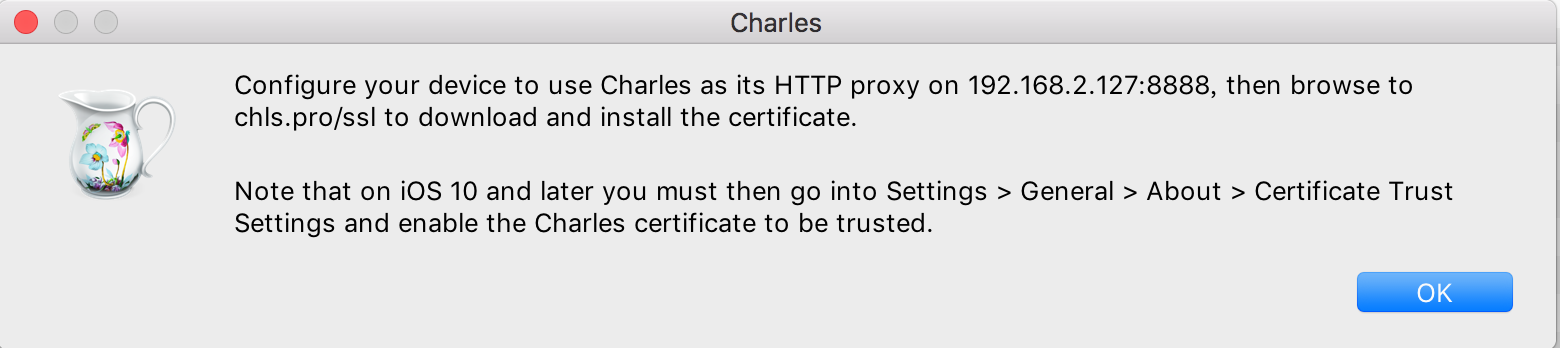 Charles
Configure your device to use Charles as its HTTP proxy on 192.168.2.127:8888, then browse to
chls.pro/ssl to download and install the certificate.
Note that on iOS 10 and later you must then go into Settings > General > About > Certificate Trust
Settings and enable the Charles certificate to be trusted.
OK